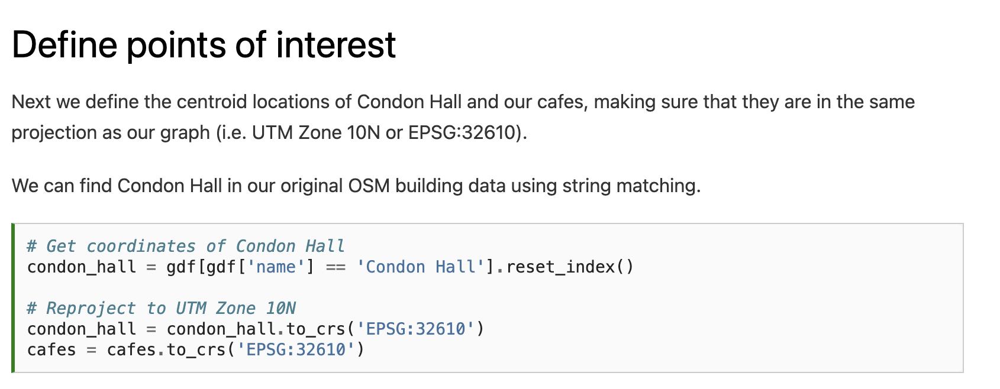 Define points of interest
Next we define the centroid locations of Condon Hall and our cafes, making sure that they are in the same
projection as our graph (i.e. UTM Zone 10N or EPSG:32610).
We can find Condon Hall in our original OSM building data using string matching.
# Get coordinates of Condon Hall
condon_hall = gdf[gdf['name'] == 'Condon Hall'].reset_index()
# Reproject to UTM Zone 10N
condon_hall = condon_hall.to_crs('EPSG:32610')
cafes = cafes.to_crs('EPSG:32610')